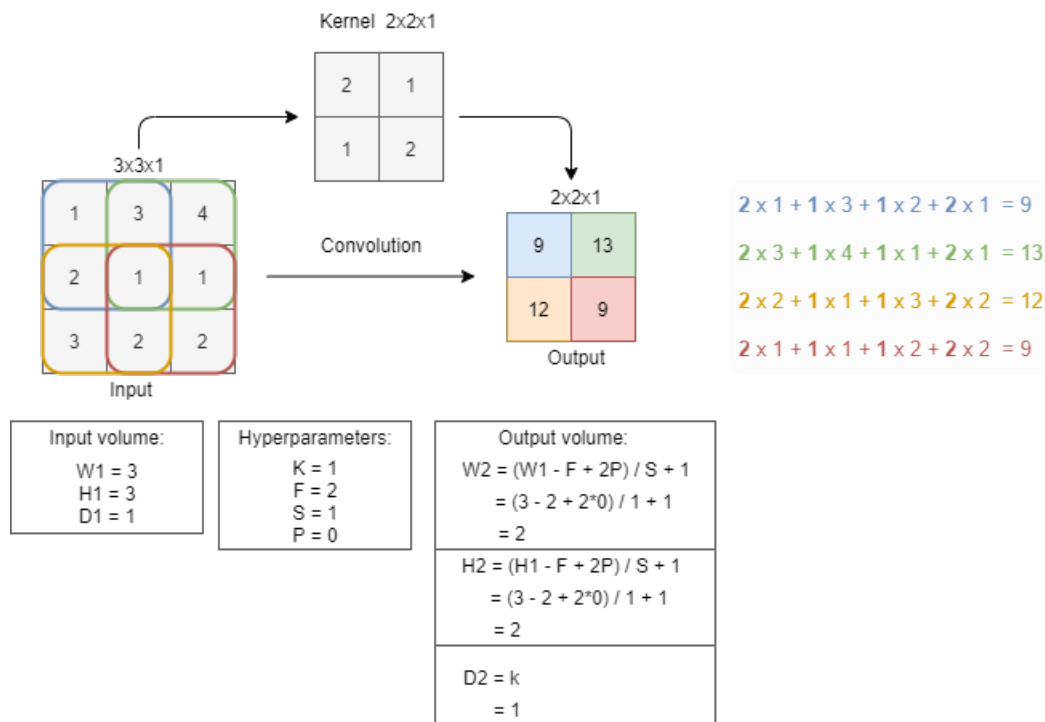 Kernel 2x2x1
2 1
1 2
3x3x1
1 3 4
2 1 1
3 2 2
Input
Convolution
2x2x1
9 13
12 9
Output
2 x 1 + 1 x 3 + 1 x 2 + 2 x 1 = 9
2 x 3 + 1 x 4 + 1 x 1 + 2 x 1 = 13
2 x 2 + 1 x 1 + 1 x 3 + 2 x 2 = 12
2 x 1 + 1 x 1 + 1 x 2 + 2 x 2 = 9
Input volume:
W1 = 3
H1 = 3
D1 = 1
Hyperparameters:
K = 1
F = 2
S = 1
P = 0
Output volume:
W2 = (W1 - F + 2P) / S + 1
= (3 - 2 + 2*0) / 1 + 1
= 2
H2 = (H1 - F + 2P) / S + 1
= (3 - 2 + 2*0) / 1 + 1
= 2
D2 = k
= 1